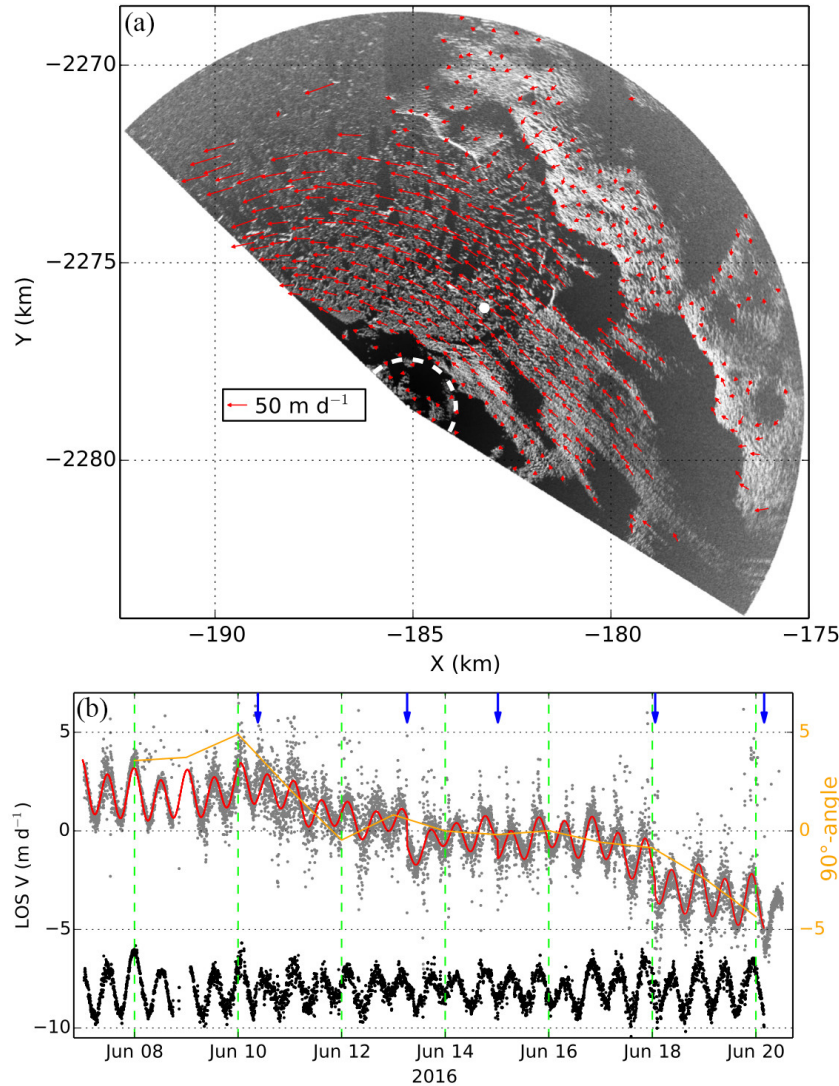 (a)
−2270
−2275
−2280
Y (km)
50 m d−1
−190
−185
−180
−175
X (km)
(b)
5
0
−5
−10
LOS V (m d−1)
5
0
−5
90°-angle
Jun 08
Jun 10
Jun 12
Jun 14
Jun 16
Jun 18
Jun 20
2016